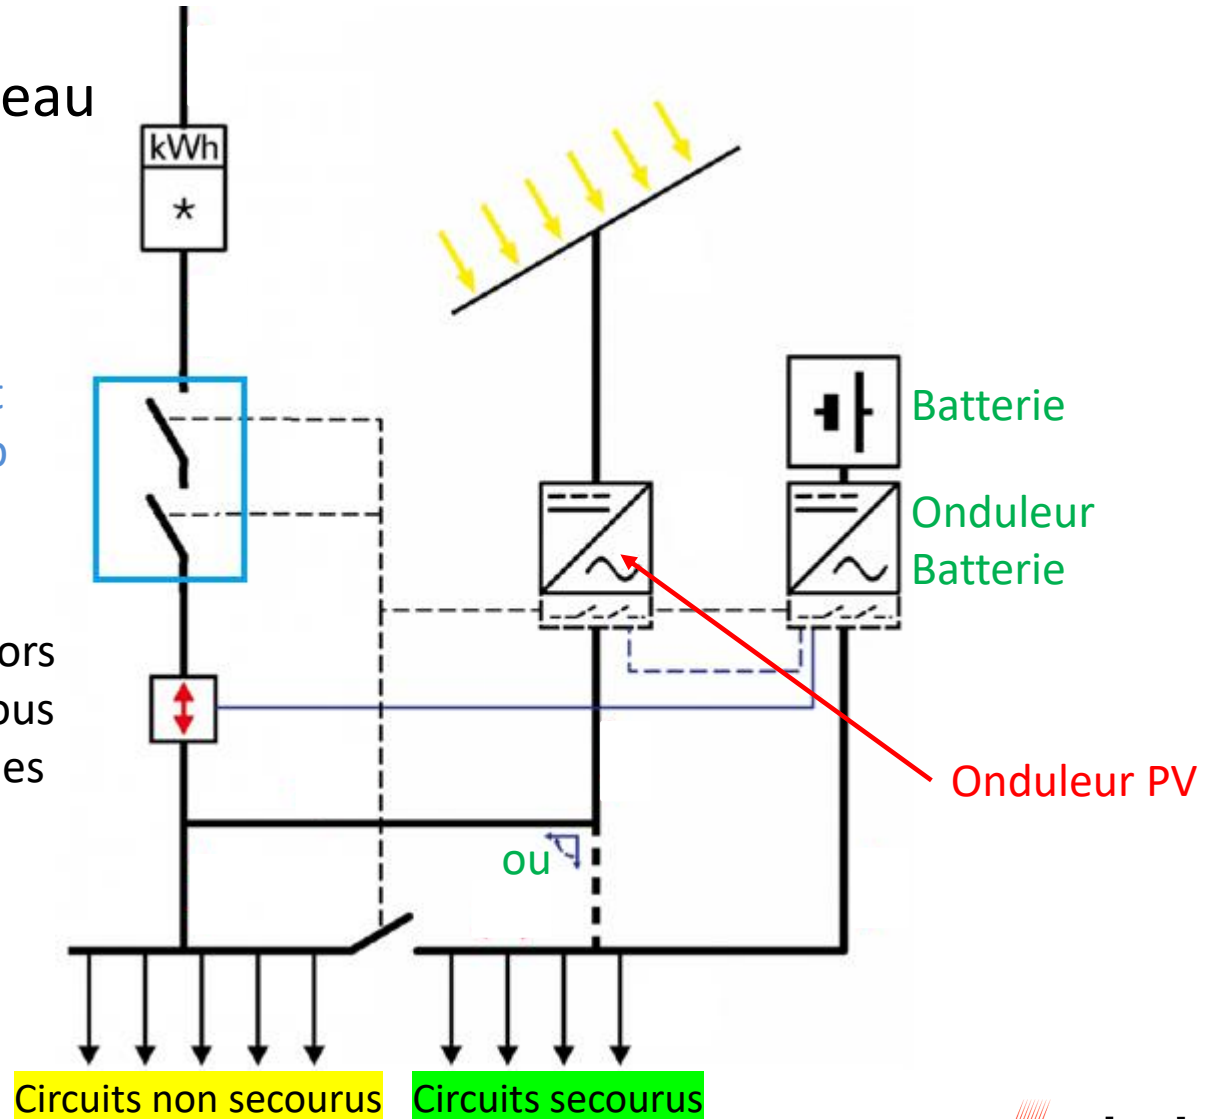 eau
kWh
*
Batterie
Onduleur
Batterie
ors
ous
es
Onduleur PV
ou
Circuits non secourus
Circuits secourus